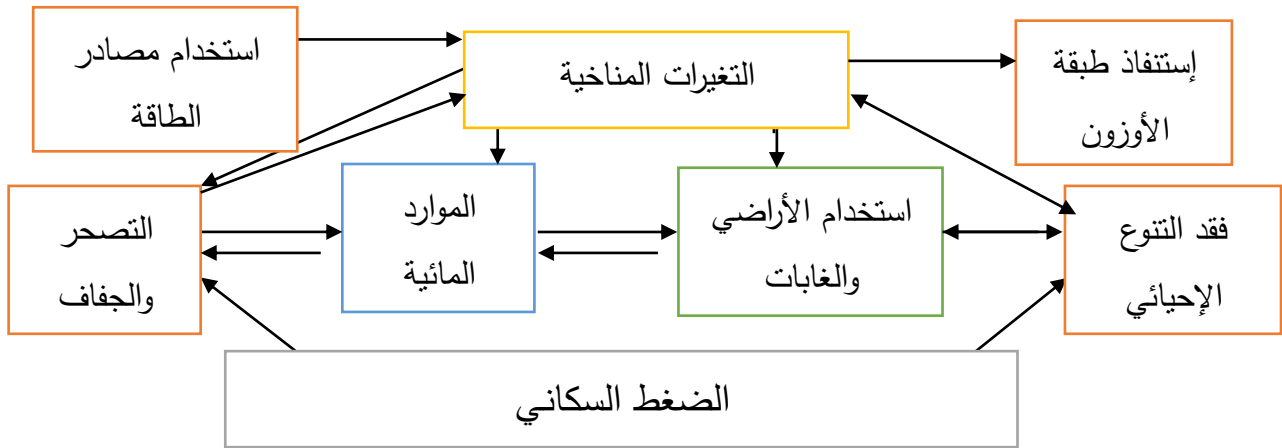 استخدام مصادر
الطاقة
التغيرات المناخية
إستنفاذ طبقة
الأوزون
التصحر
والجفاف
الموارد
المائية
استخدام الأراضي
والغابات
فقد التنوع
الإحيائي
الضغط السكاني